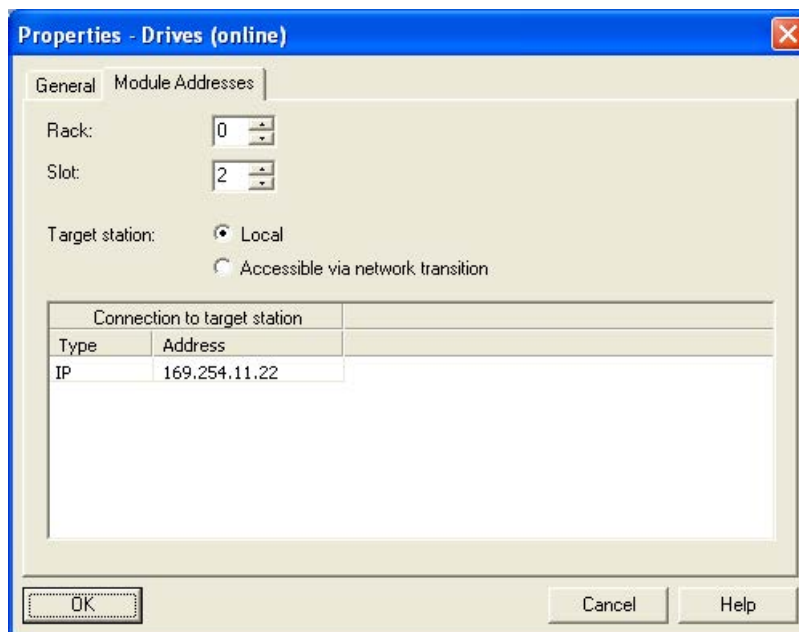 Properties - Drives (online)
General Module Addresses
Rack: 0
Slot: 2
Target station: Local
Accessible via network transition
Connection to target station
Type Address
IP 169.254.11.22
OK Cancel Help